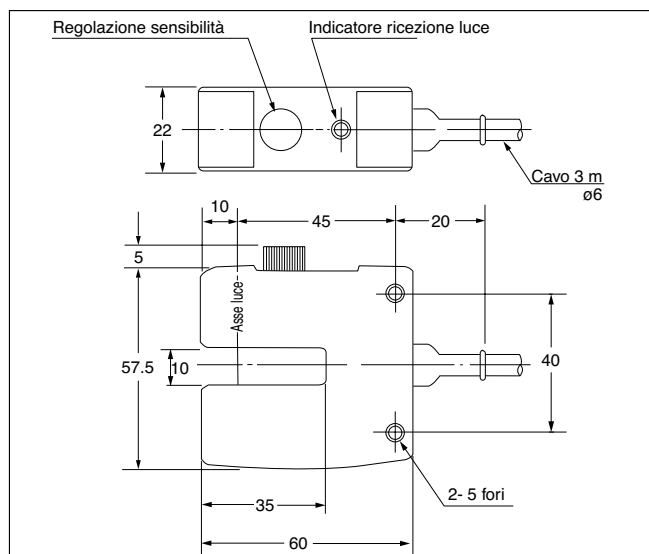 Regolazione sensibilità
Indicatore ricezione luce
22
Cavo 3 m
ø6
10
45
20
5
Asse luce
57.5
10
40
2- 5 fori
35
60